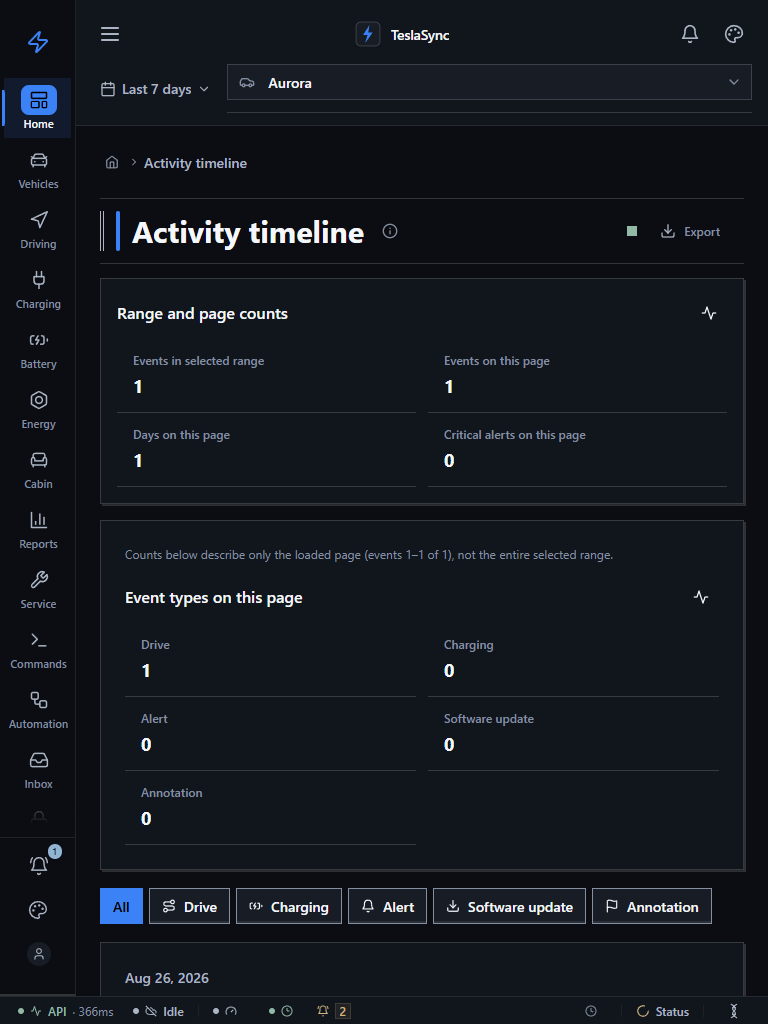 TeslaSync
Last 7 days
Aurora
Home
Vehicles
Driving
Charging
Battery
Energy
Cabin
Reports
Service
Commands
Automation
Inbox
1
Activity timeline
Activity timeline
Export
Range and page counts
Events in selected range
1
Events on this page
1
Days on this page
1
Critical alerts on this page
0
Counts below describe only the loaded page (events 1–1 of 1), not the entire selected range.
Event types on this page
Drive
1
Charging
0
Alert
0
Software update
0
Annotation
0
All
Drive
Charging
Alert
Software update
Annotation
Aug 26, 2026
API · 366ms
Idle
2
Status